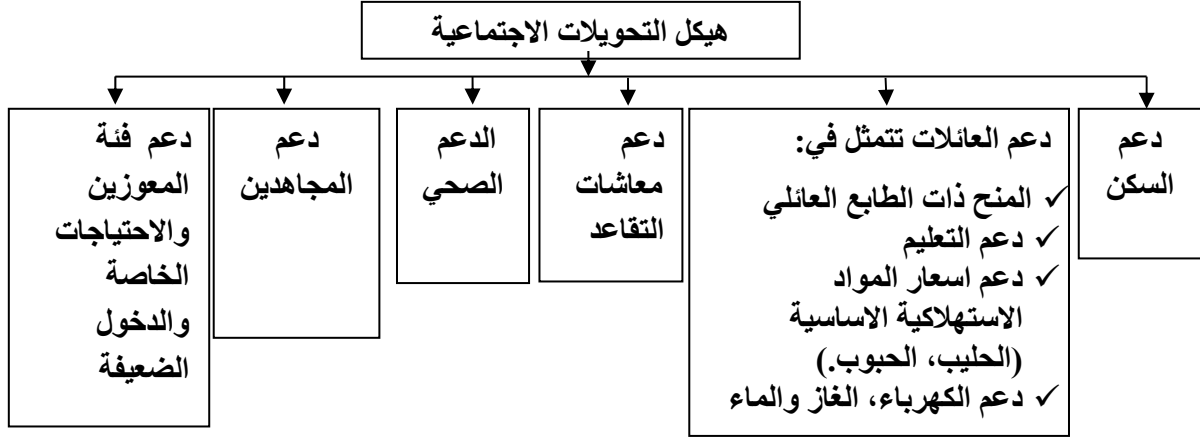 هيكل التحويلات الاجتماعية
دعم
السكن
دعم العائلات تتمثل في:
✓ المنح ذات الطابع العائلي
✓ دعم التعليم
✓ دعم اسعار المواد
الاستهلاكية الاساسية
(الحليب، الحبوب.)
✓ دعم الكهرباء، الغاز والماء
دعم
معاشات
التقاعد
الدعم
الصحي
دعم
المجاهدين
دعم فئة
المعوزين
والاحتياجات
الخاصة
والدخول
الضعيفة